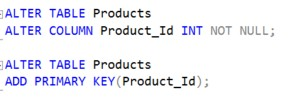 ALTER TABLE Products
ALTER COLUMN Product_Id INT NOT NULL;
ALTER TABLE Products
ADD PRIMARY KEY(Product_Id);